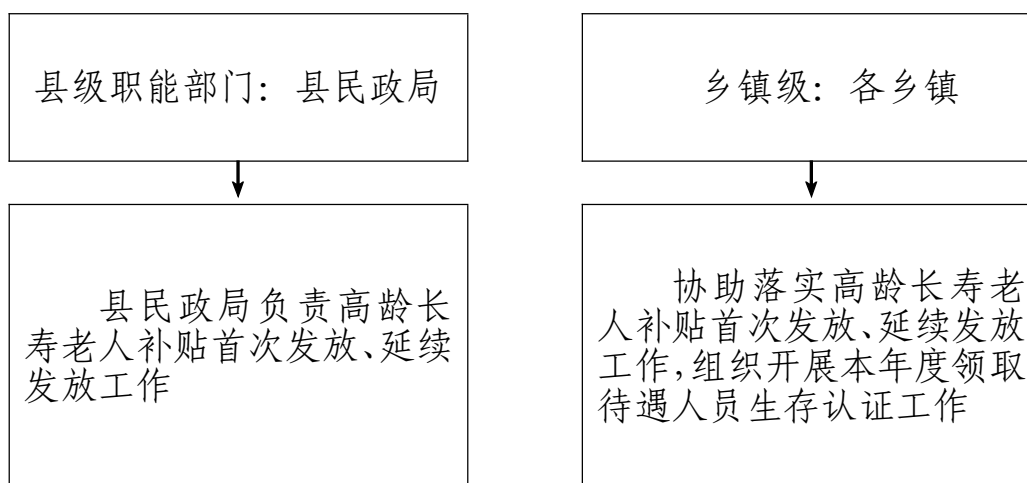 县级职能部门：县民政局
乡镇级：各乡镇
县民政局负责高龄长
寿老人补贴首次发放、延续
发放工作
协助落实高龄长寿老
人补贴首次发放、延续发放
工作，组织开展本年度领取
待遇人员生存认证工作